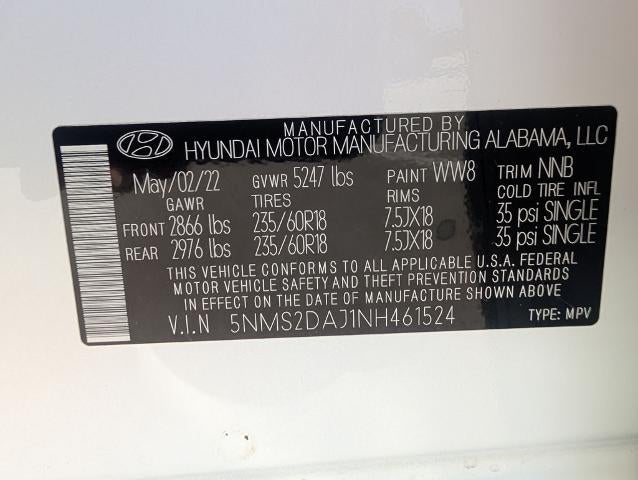 MANUFACTURED BY
HYUNDAI MOTOR MANUFACTURING ALABAMA, LLC
May/02/22 GVWR 5247 lbs PAINT WW8 TRIM NNB
GAWR TIRES RIMS COLD TIRE INFL
FRONT 2866 lbs 235/60R18 7.5JX18 35 psi SINGLE
REAR 2976 lbs 235/60R18 7.5JX18 35 psi SINGLE
THIS VEHICLE CONFORMS TO ALL APPLICABLE U.S.A. FEDERAL
MOTOR VEHICLE SAFETY AND THEFT PREVENTION STANDARDS
IN EFFECT ON THE DATE OF MANUFACTURE SHOWN ABOVE
V.I.N 5NMS2DAJ1NH461524 TYPE: MPV